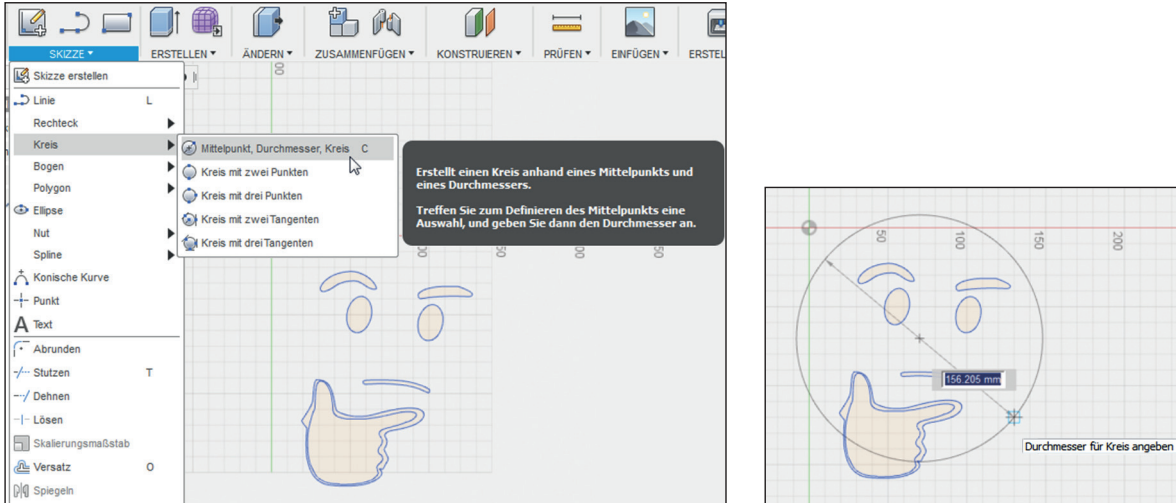 SKIZZE ERSTELLEN ÄNDERN ZUSAMMENFÜGEN KONSTRUIEREN PRÜFEN EINFÜGEN ERSTEL
Skizze erstellen
Linie L
Rechteck
Kreis
Bogen
Polygon
Ellipse
Nut
Spline
Konische Kurve
Punkt
Text
Abrunden
Stutzen T
Dehnen
Lösen
Skalierungsmaßstab
Versatz O
Spiegeln
Mittelpunkt, Durchmesser, Kreis C
Kreis mit zwei Punkten
Kreis mit drei Punkten
Kreis mit zwei Tangenten
Kreis mit drei Tangenten
Erstellt einen Kreis anhand eines Mittelpunkts und
eines Durchmessers.
Treffen Sie zum Definieren des Mittelpunkts eine
Auswahl, und geben Sie dann den Durchmesser an.
50 100 150 200
156.205 mm
Durchmesser für Kreis angeben